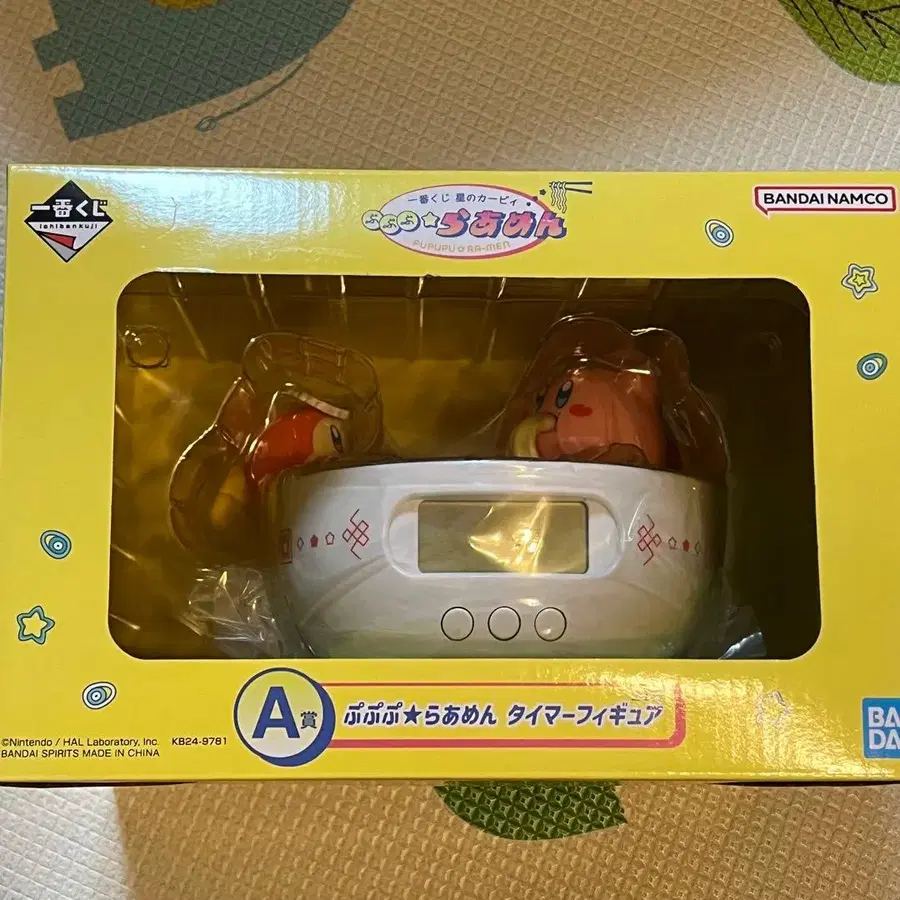 一番くじ
ichibankuji
一番くじ 星のカービィ
ぷぷぷ☆らあめん
PUPUPU☆RA-MEN
BANDAI NAMCO
A賞
ぷぷぷ★らあめん タイマーフィギュア
©Nintendo / HAL Laboratory, Inc. KB24-9781
BANDAI SPIRITS MADE IN CHINA
BA
DA